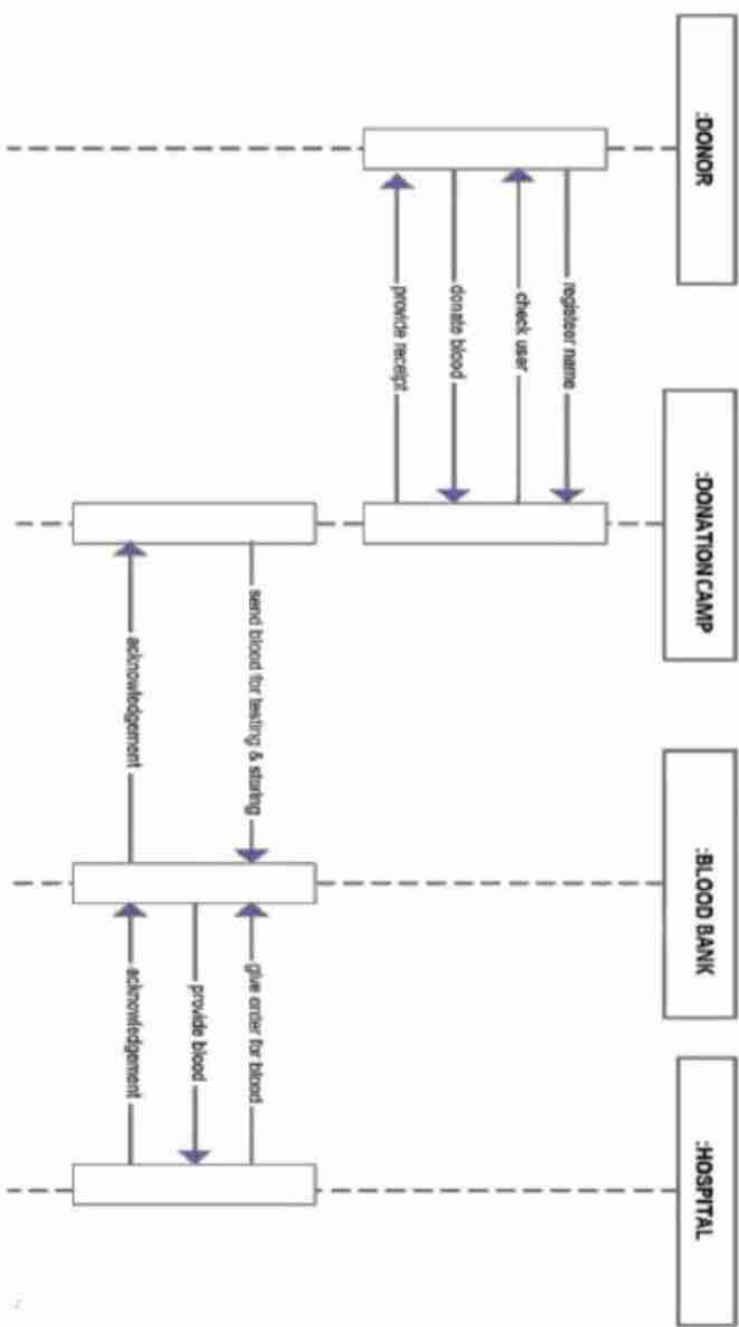 :DONOR
:DONATION CAMP
:BLOOD BANK
:HOSPITAL
registeer name
check user
donate blood
provide receipt
send blood for testing & storing
give order for blood
provide blood
acknowledgement
acknowledgement